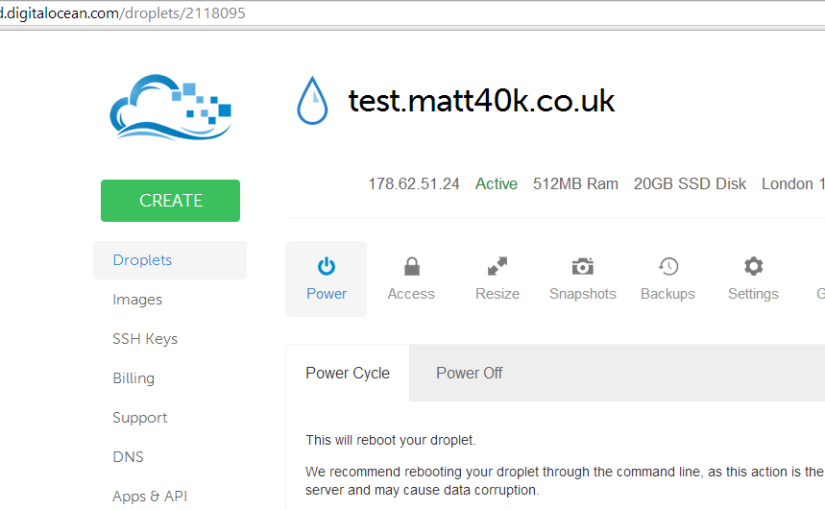 d.digitalocean.com/droplets/2118095
test.matt40k.co.uk
178.62.51.24 Active 512MB Ram 20GB SSD Disk London 1
CREATE
Droplets
Images
SSH Keys
Billing
Support
DNS
Apps & API
Power Access Resize Snapshots Backups Settings G
Power Cycle Power Off
This will reboot your droplet.
We recommend rebooting your droplet through the command line, as this action is the
server and may cause data corruption.